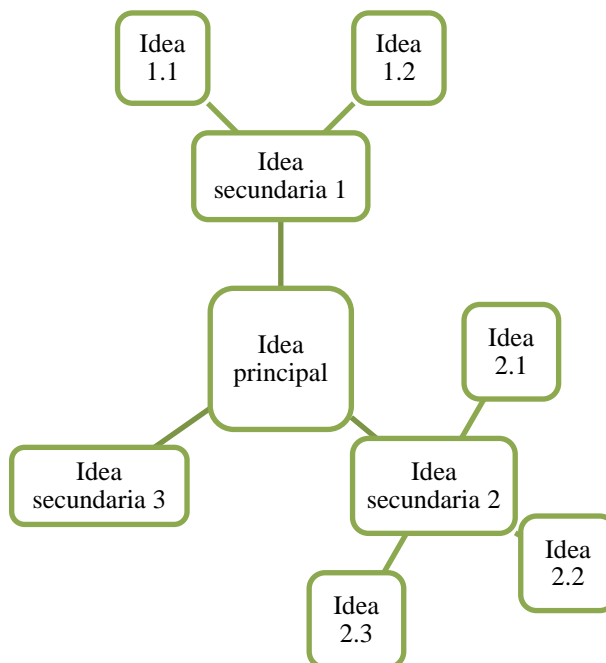 Idea
1.1
Idea
1.2
Idea
secundaria 1
Idea
principal
Idea
2.1
Idea
secundaria 3
Idea
secundaria 2
Idea
2.2
Idea
2.3